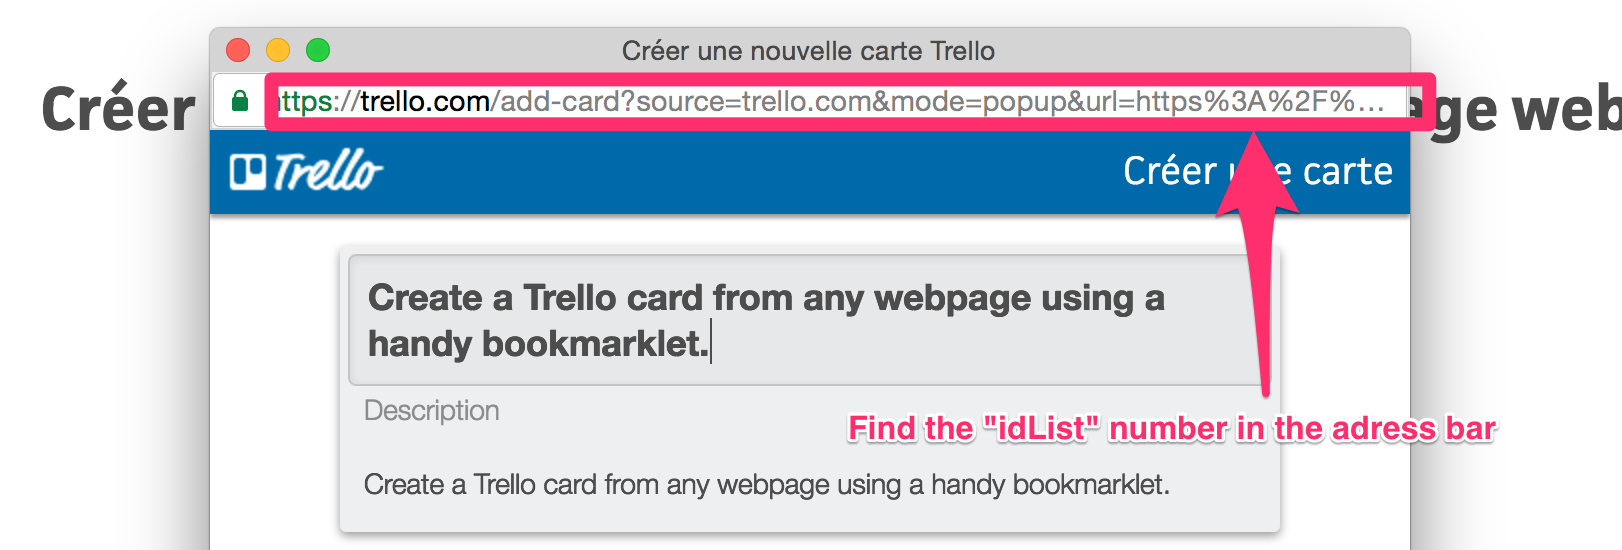 Créer une nouvelle carte Trello
ttps://trello.com/add-card?source=trello.com&mode=popup&url=https%3A%2F%...
Créer
age web
Trello
Créer une carte
Create a Trello card from any webpage using a
handy bookmarklet.
Description
Find the "idList" number in the adress bar
Create a Trello card from any webpage using a handy bookmarklet.